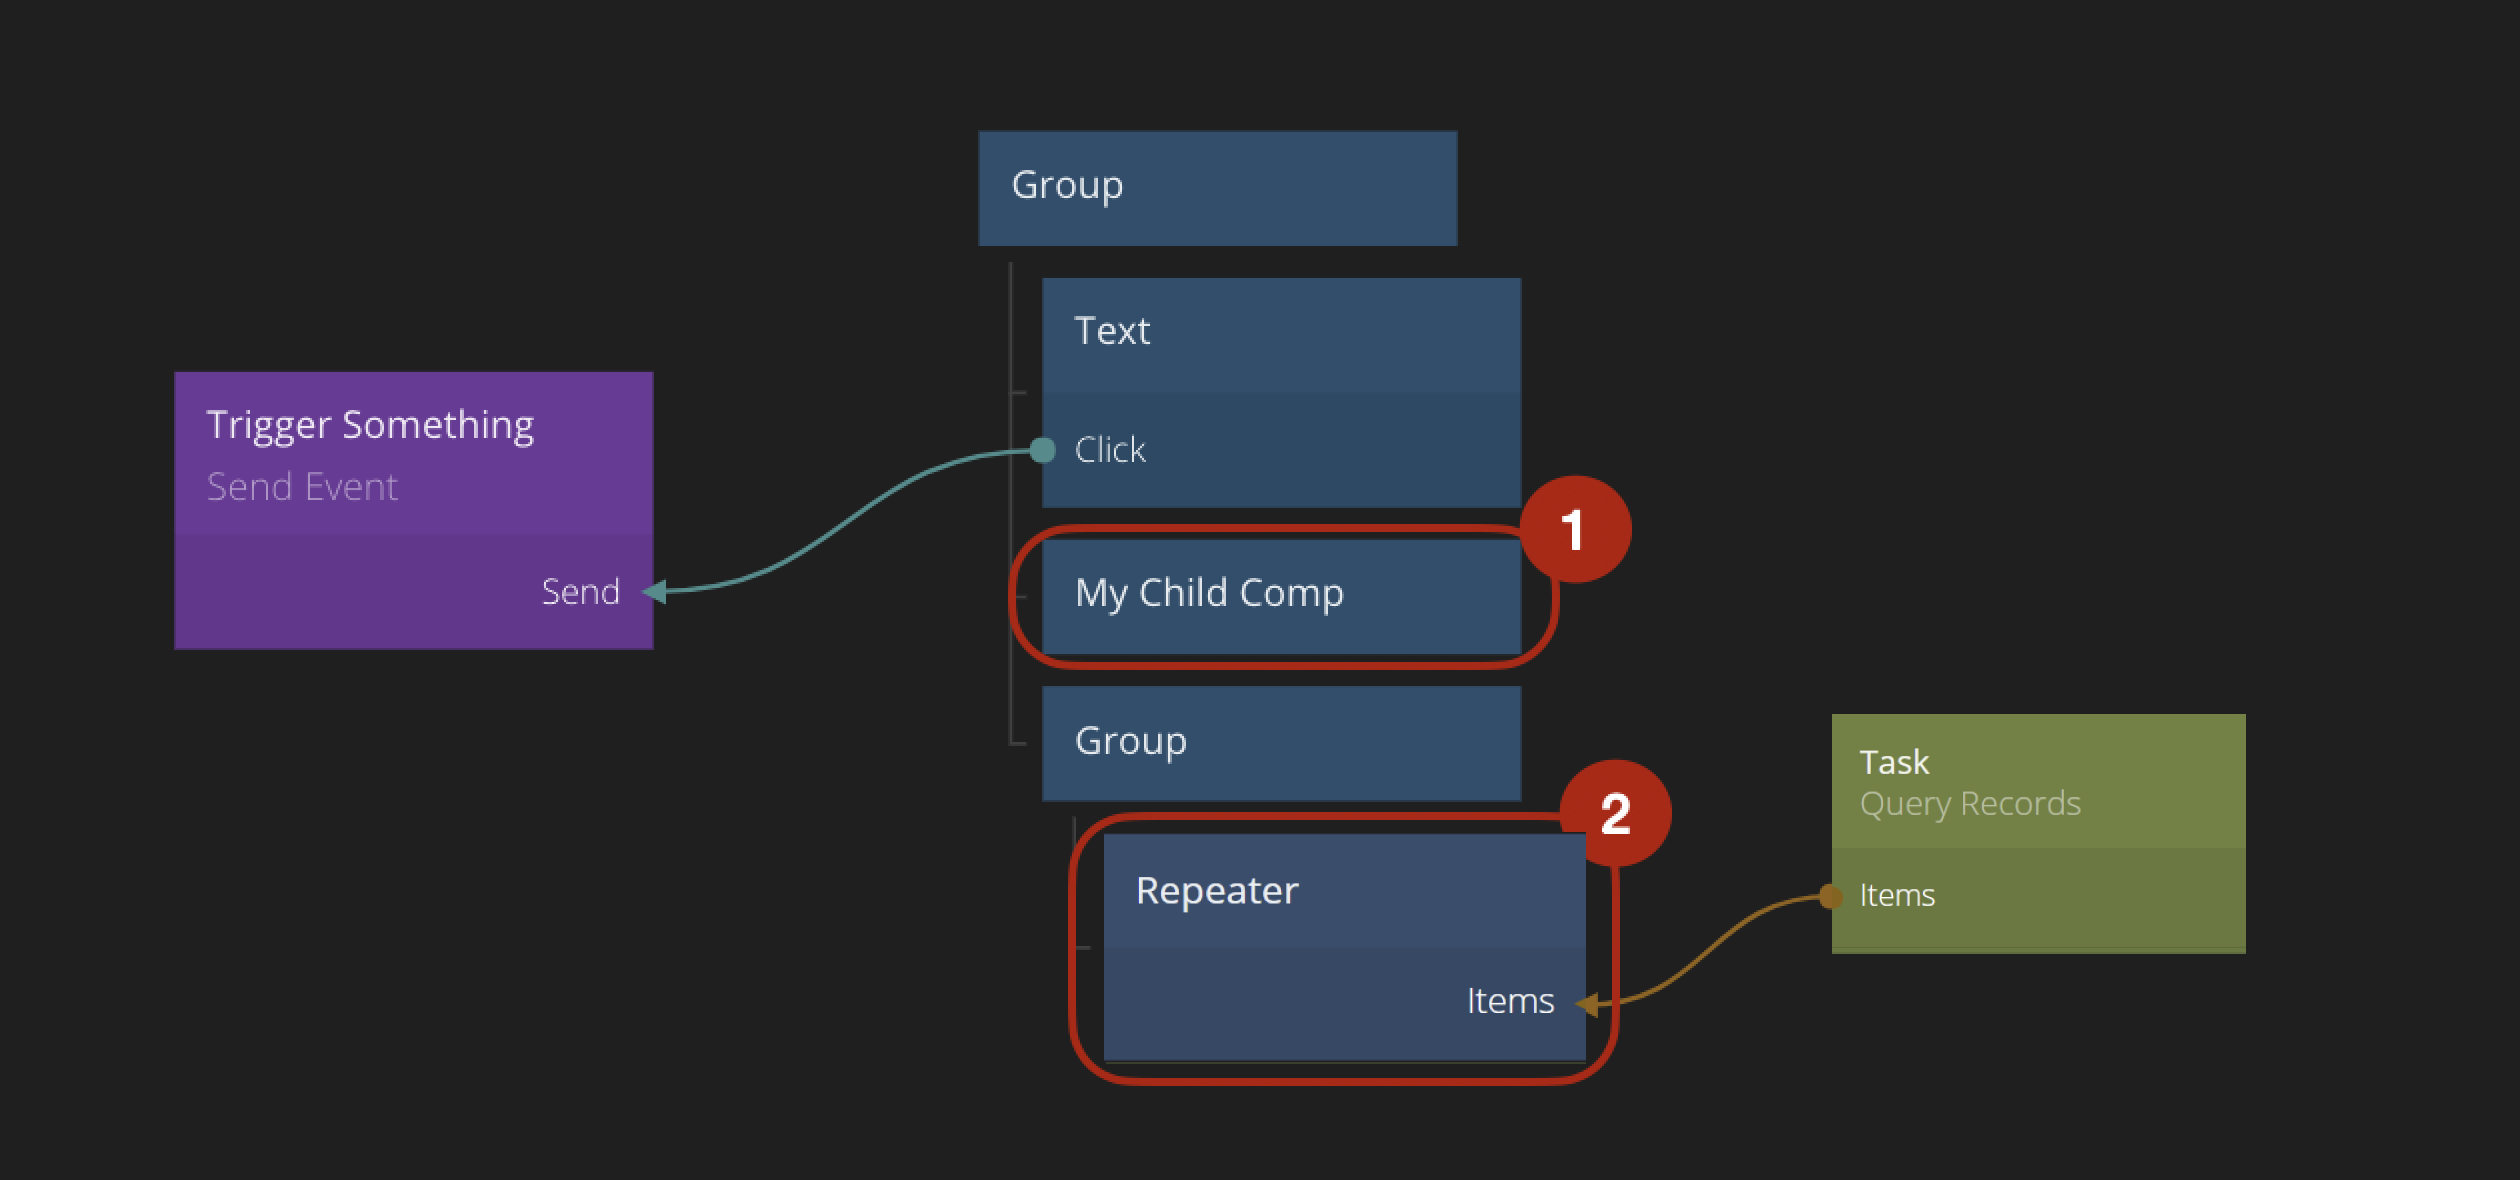 Group
Text
Click
Trigger Something
Send Event
Send
1
My Child Comp
Group
2
Repeater
Items
Task
Query Records
Items